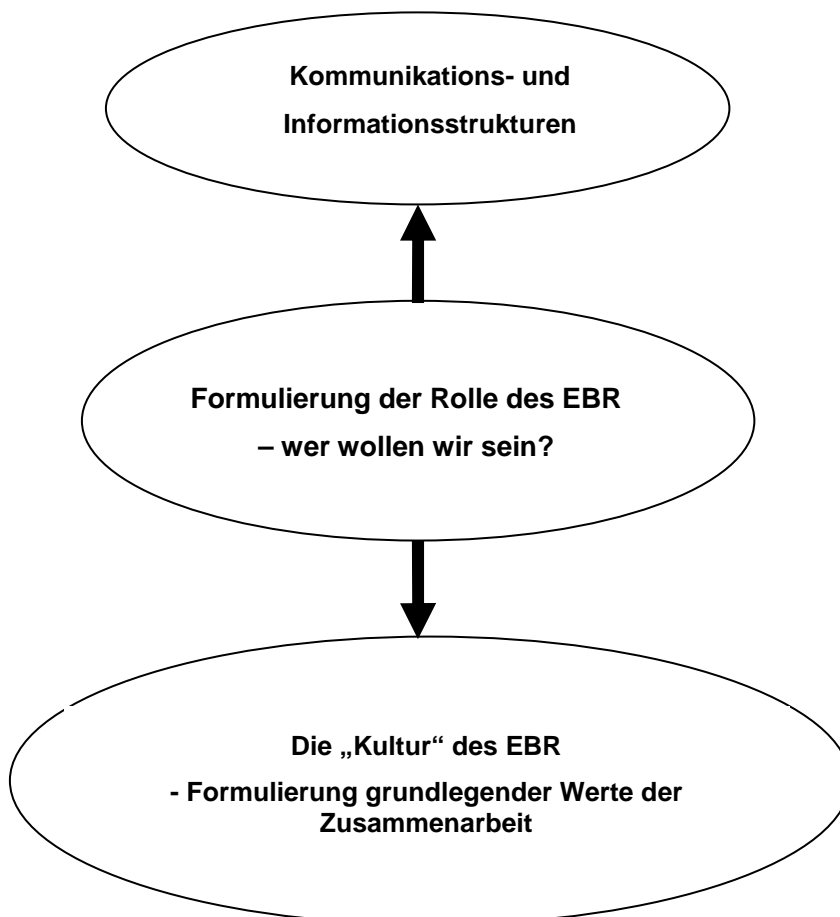 Kommunikations- und
Informationsstrukturen
Formulierung der Rolle des EBR
– wer wollen wir sein?
Die „Kultur“ des EBR
- Formulierung grundlegender Werte der
Zusammenarbeit